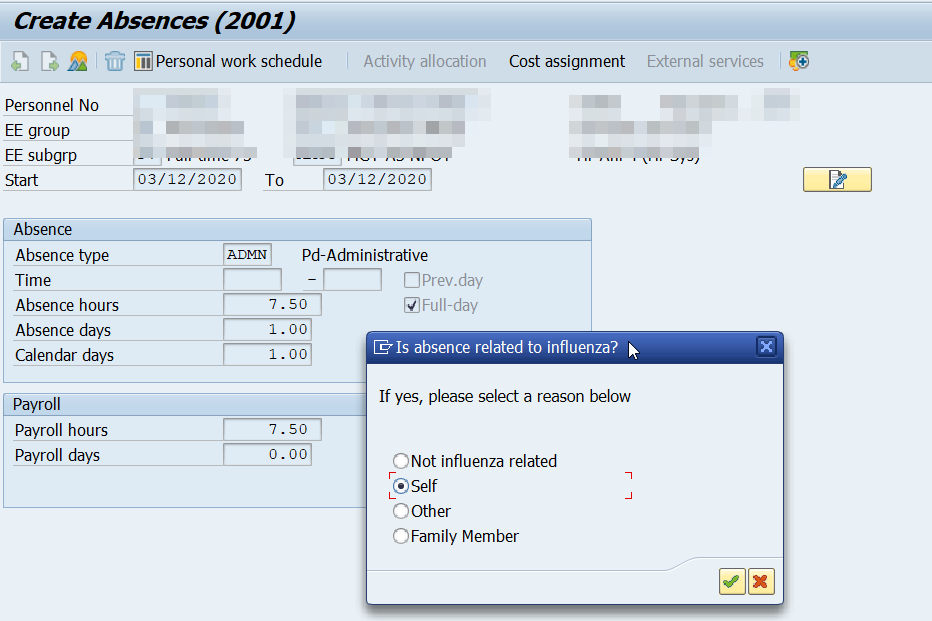 Create Absences (2001)
Personal work schedule Activity allocation Cost assignment External services
Personnel No
EE group
EE subgrp
Start 03/12/2020 To 03/12/2020
Absence
Absence type ADMN Pd-Administrative
Time - Prev.day
Absence hours 7.50 Full-day
Absence days 1.00
Calendar days 1.00
Payroll
Payroll hours 7.50
Payroll days 0.00
Is absence related to influenza?
If yes, please select a reason below
Not influenza related
Self
Other
Family Member